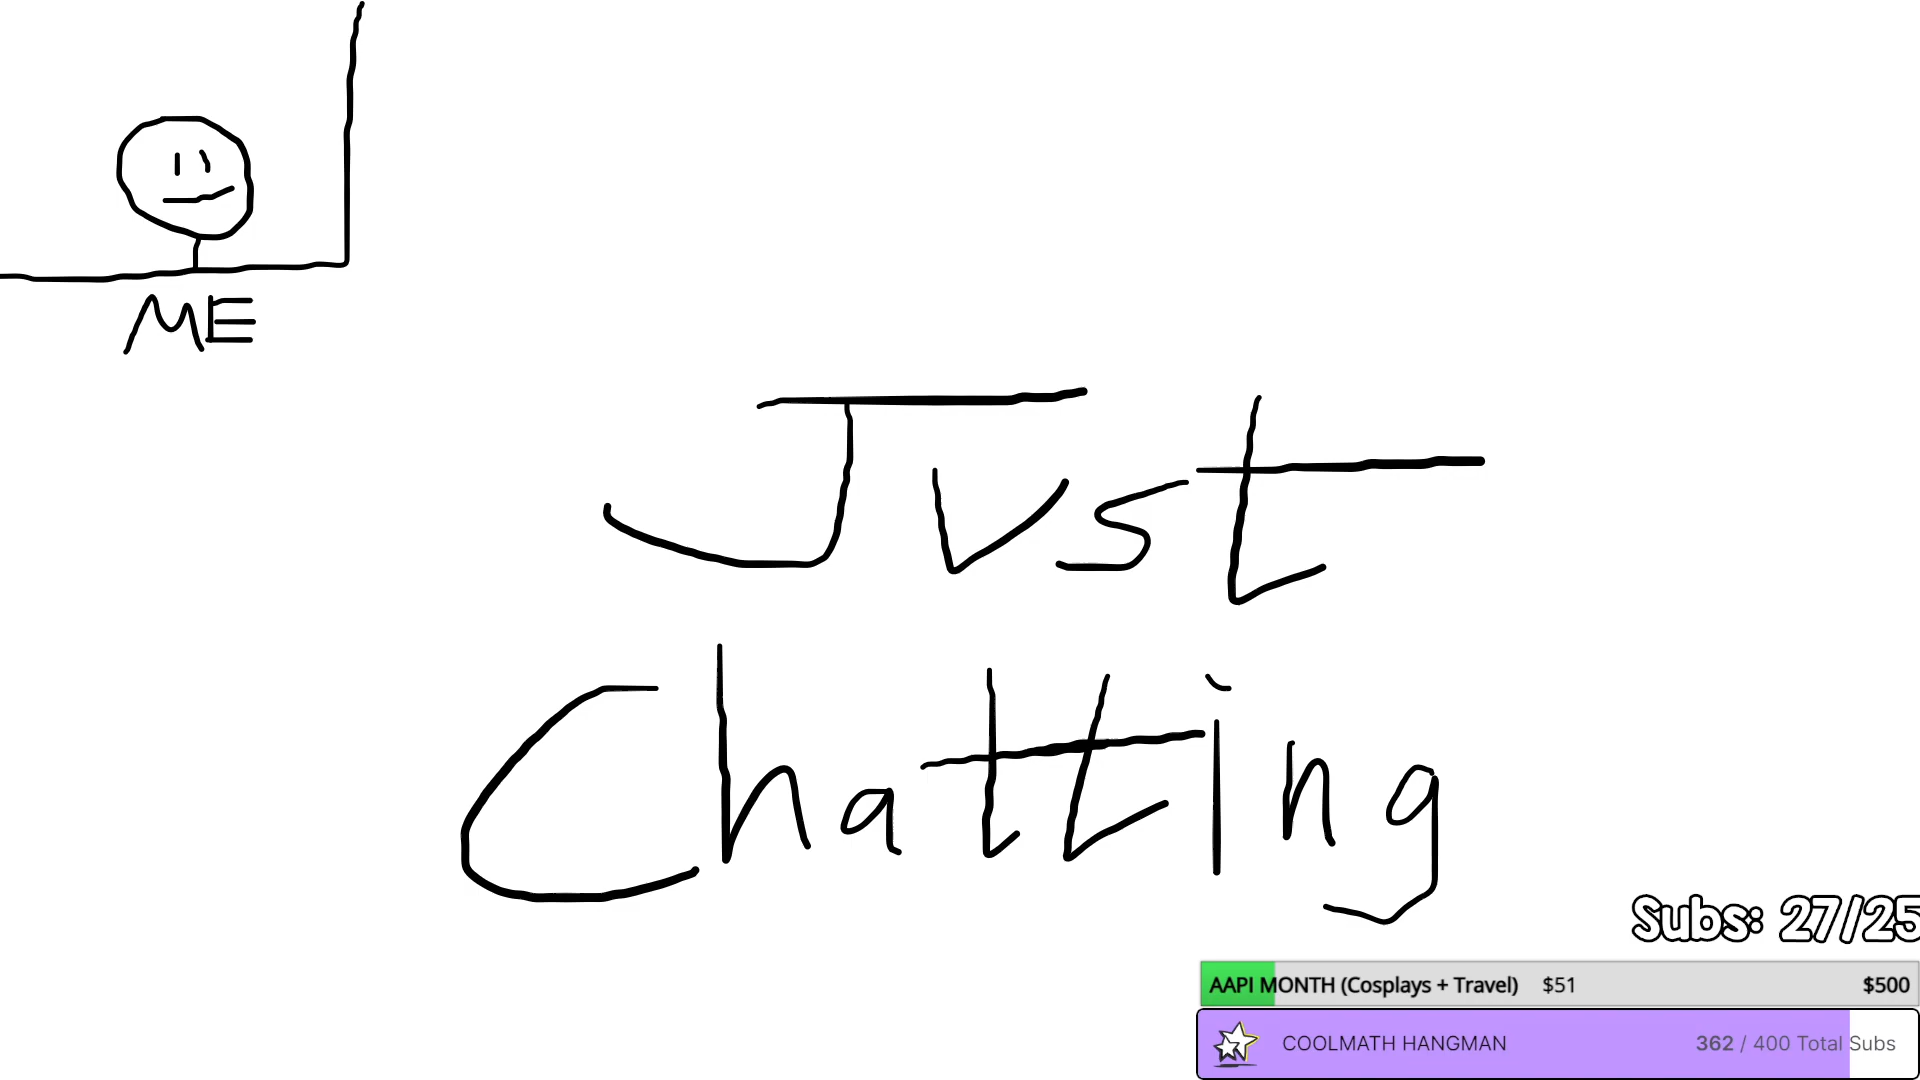 ME
Just
Chatting
Subs: 27/25
AAPI MONTH (Cosplays + Travel) $51 $500
COOLMATH HANGMAN 362 / 400 Total Subs